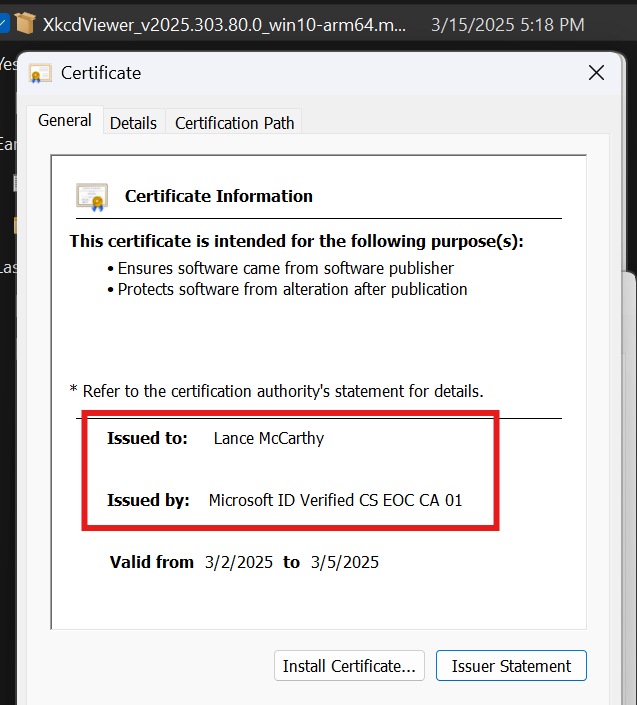 XkcdViewer_v2025.303.80.0_win10-arm64.m... 3/15/2025 5:18 PM
Certificate
General Details Certification Path
Certificate Information
This certificate is intended for the following purpose(s):
• Ensures software came from software publisher
• Protects software from alteration after publication
* Refer to the certification authority's statement for details.
Issued to: Lance McCarthy
Issued by: Microsoft ID Verified CS EOC CA 01
Valid from 3/2/2025 to 3/5/2025
Install Certificate... Issuer Statement